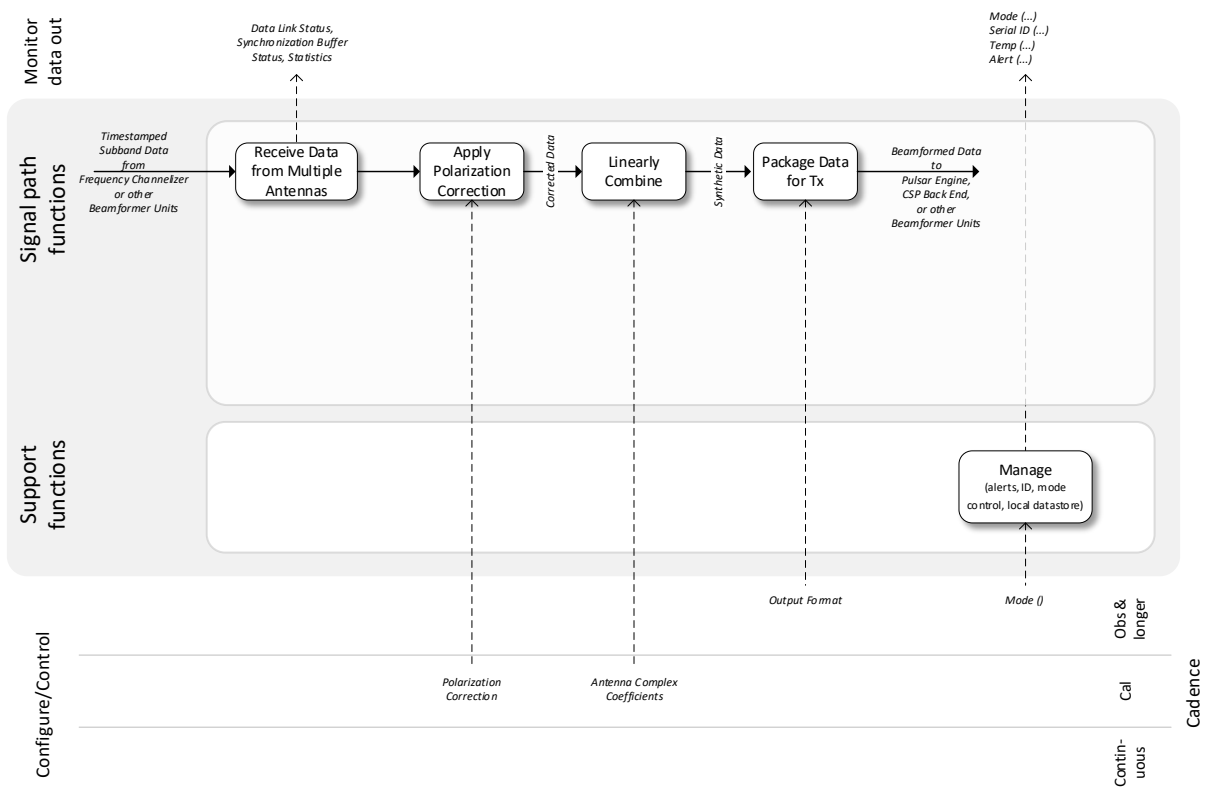 Monitor
data out
Data Link Status,
Synchronization Buffer
Status, Statistics
Mode (...)
Serial ID (...)
Temp (...)
Alert (...)
Signal path
functions
Timestamped
Subband Data
from
Frequency Channelizer
or other
Beamformer Units
Receive Data
from Multiple
Antennas
Apply
Polarization
Correction
Corrected Data
Linearly
Combine
Synthetic Data
Package Data
for Tx
Beamformed Data
to
Pulsar Engine,
CSP Back End,
or other
Beamformer Units
Support
functions
Manage
(alerts, ID, mode
control, local datastore)
Configure/Control
Output Format
Mode ()
Obs &
longer
Polarization
Correction
Antenna Complex
Coefficients
Cal
Contin-
uous
Cadence